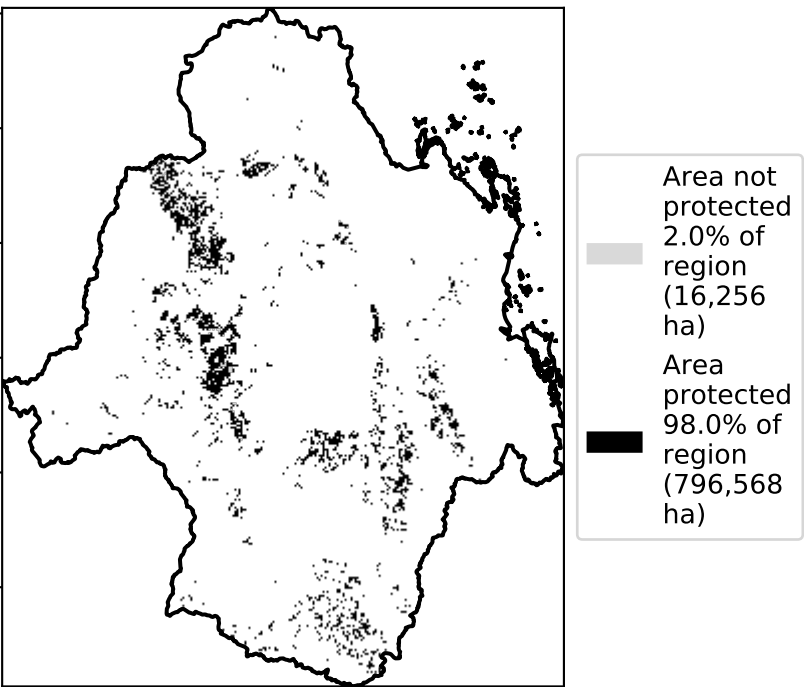 Area not
protected
2.0% of
region
(16,256
ha)
Area
protected
98.0% of
region
(796,568
ha)